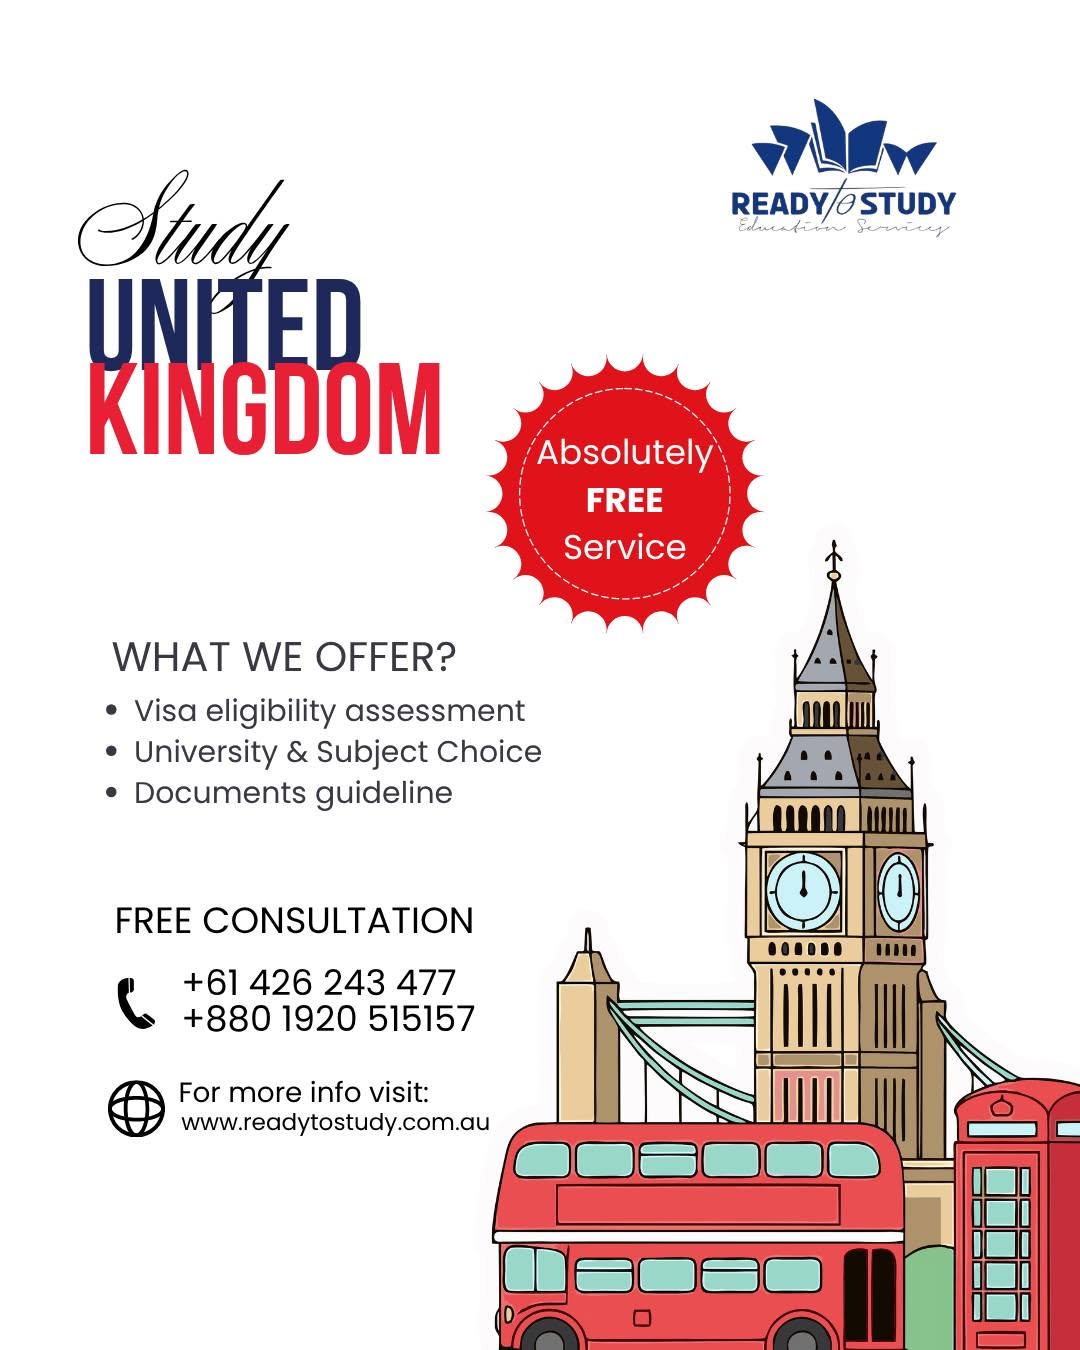 READY to STUDY
Education Services
Study
UNITED
KINGDOM
Absolutely
FREE
Service
WHAT WE OFFER?
• Visa eligibility assessment
• University & Subject Choice
• Documents guideline
FREE CONSULTATION
+61 426 243 477
+880 1920 515157
For more info visit:
www.readytostudy.com.au